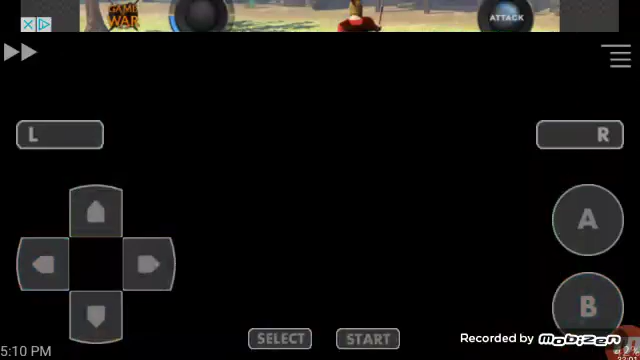 GAME
WAR
ATTACK
L
R
A
B
SELECT
START
Recorded by mobizen
5:10 PM